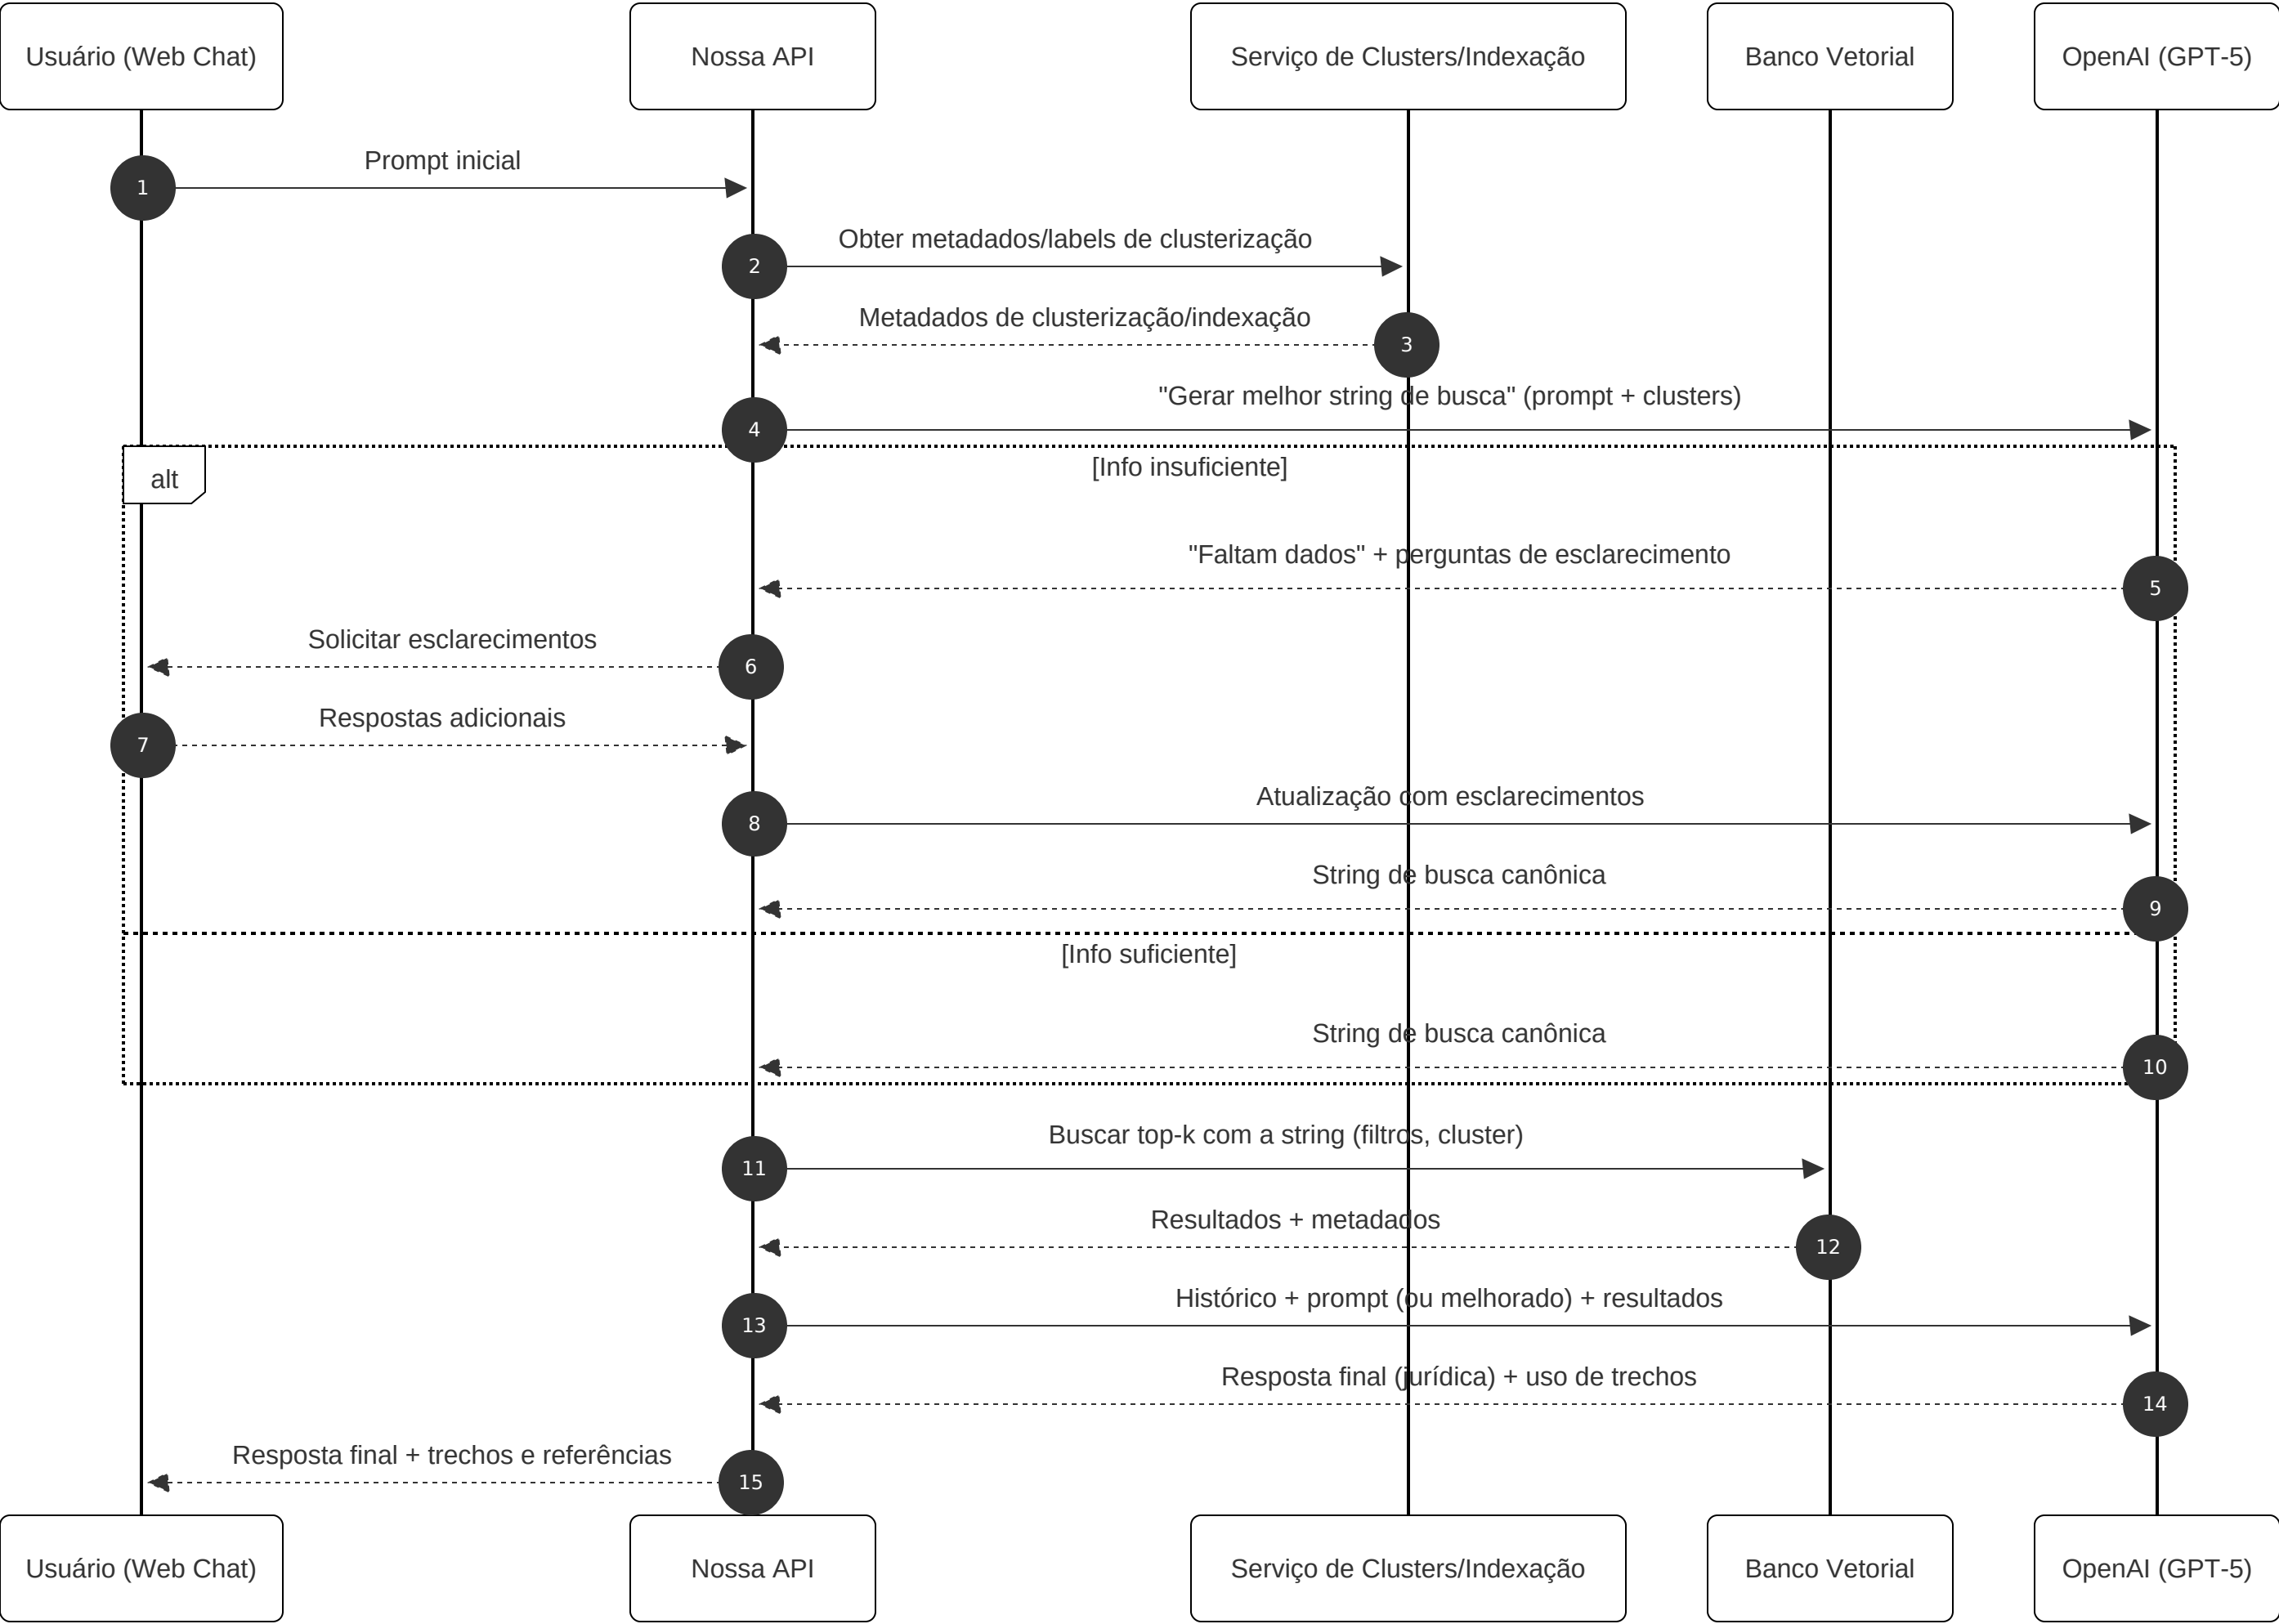 Usuário (Web Chat)
Nossa API
Serviço de Clusters/Indexação
Banco Vetorial
OpenAI (GPT-5)
Prompt inicial
1
Obter metadados/labels de clusterização
2
Metadados de clusterização/indexação
3
"Gerar melhor string de busca" (prompt + clusters)
4
alt
[Info insuficiente]
"Faltam dados" + perguntas de esclarecimento
5
Solicitar esclarecimentos
6
Respostas adicionais
7
Atualização com esclarecimentos
8
String de busca canônica
9
[Info suficiente]
String de busca canônica
10
Buscar top-k com a string (filtros, cluster)
11
Resultados + metadados
12
Histórico + prompt (ou melhorado) + resultados
13
Resposta final (jurídica) + uso de trechos
14
Resposta final + trechos e referências
15
Usuário (Web Chat)
Nossa API
Serviço de Clusters/Indexação
Banco Vetorial
OpenAI (GPT-5)